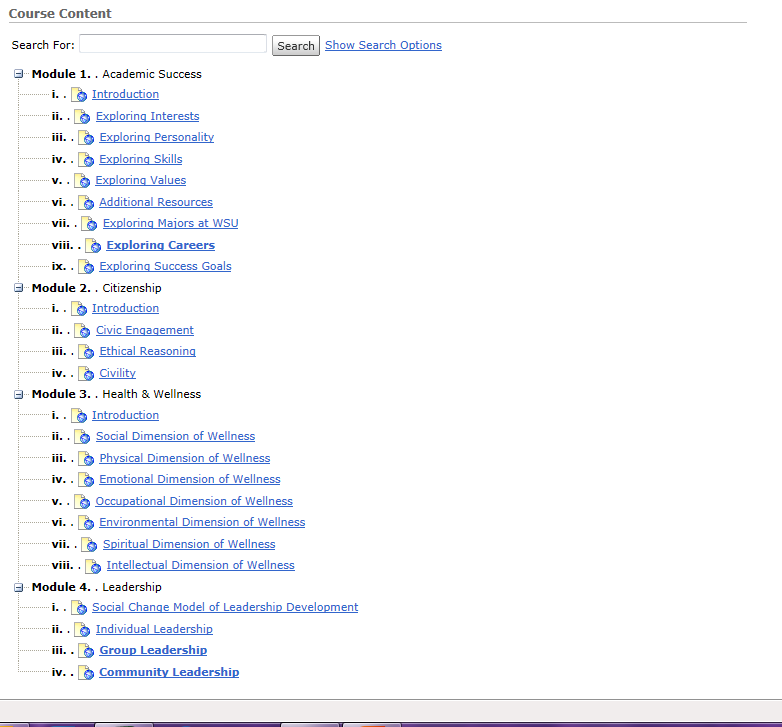 Course Content
Search For: Search Show Search Options
Module 1. . Academic Success
i. . Introduction
ii. . Exploring Interests
iii. . Exploring Personality
iv. . Exploring Skills
v. . Exploring Values
vi. . Additional Resources
vii. . Exploring Majors at WSU
viii. . Exploring Careers
ix. . Exploring Success Goals
Module 2. . Citizenship
i. . Introduction
ii. . Civic Engagement
iii. . Ethical Reasoning
iv. . Civility
Module 3. . Health & Wellness
i. . Introduction
ii. . Social Dimension of Wellness
iii. . Physical Dimension of Wellness
iv. . Emotional Dimension of Wellness
v. . Occupational Dimension of Wellness
vi. . Environmental Dimension of Wellness
vii. . Spiritual Dimension of Wellness
viii. . Intellectual Dimension of Wellness
Module 4. . Leadership
i. . Social Change Model of Leadership Development
ii. . Individual Leadership
iii. . Group Leadership
iv. . Community Leadership